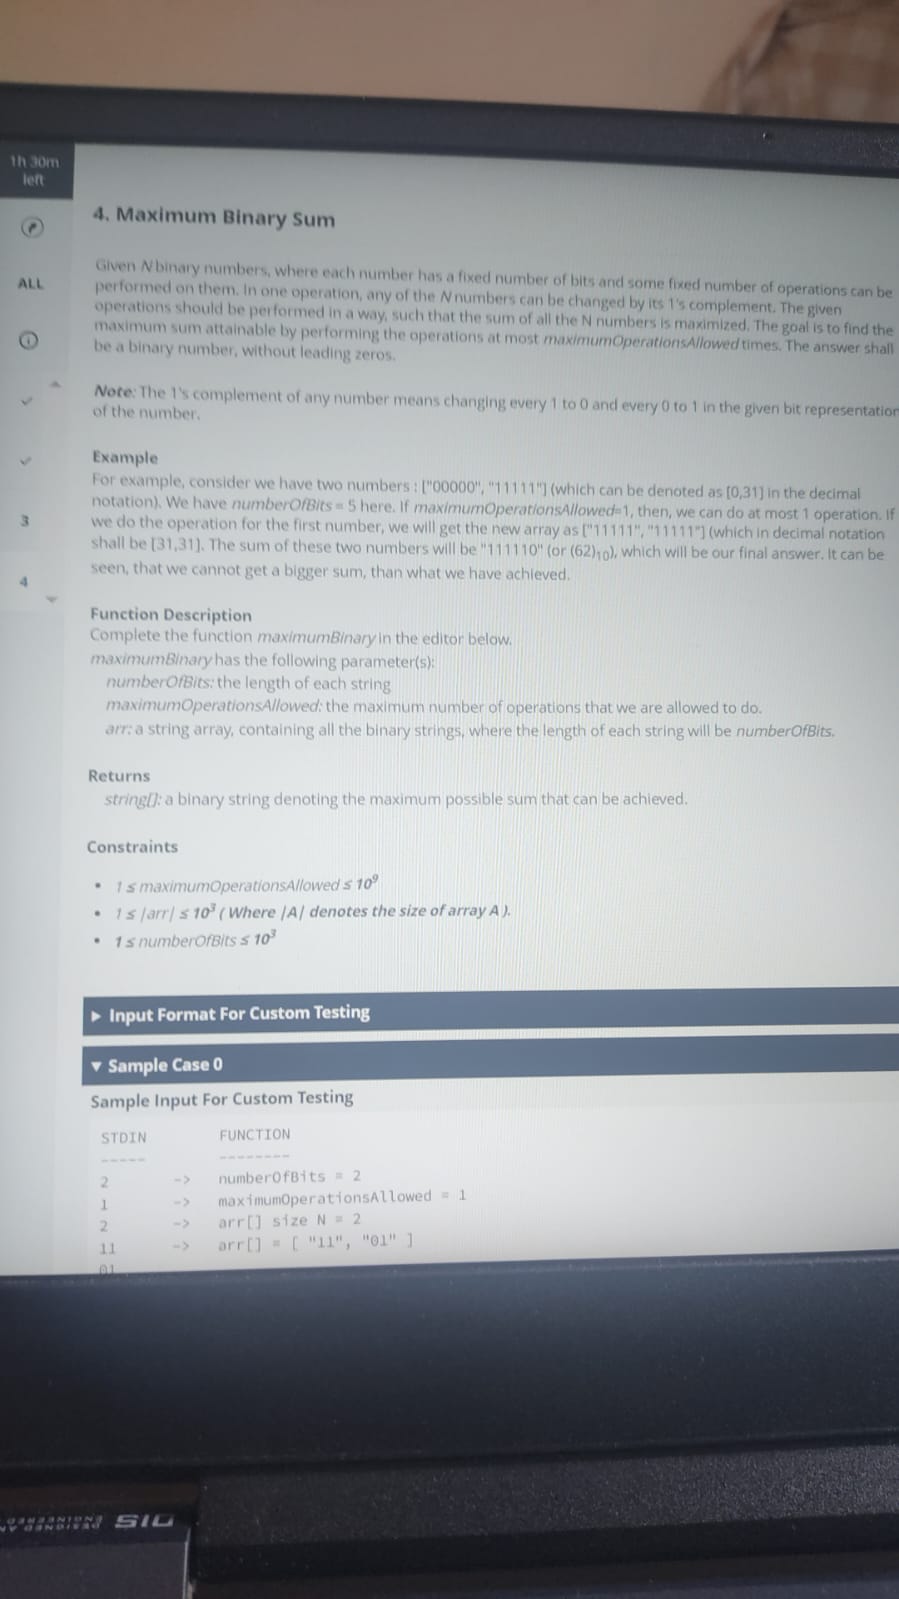 1h 30m
left
4. Maximum Binary Sum
Given N binary numbers, where each number has a fixed number of bits and some fixed number of operations can be
performed on them. In one operation, any of the N numbers can be changed by its 1's complement. The given
operations should be performed in a way, such that the sum of all the N numbers is maximized. The goal is to find the
maximum sum attainable by performing the operations at most maximumOperationsAllowed times. The answer shall
be a binary number, without leading zeros.
ALL
Note: The 1's complement of any number means changing every 1 to 0 and every 0 to 1 in the given bit representation
of the number.
Example
For example, consider we have two numbers : ["00000", "11111"] (which can be denoted as [0,31] in the decimal
notation). We have numberOfBits = 5 here. If maximumOperationsAllowed=1, then, we can do at most 1 operation. If
we do the operation for the first number, we will get the new array as ["11111", "11111"] (which in decimal notation
shall be [31,31]. The sum of these two numbers will be "111110" (or (62)10), which will be our final answer. It can be
seen, that we cannot get a bigger sum, than what we have achieved.
3
4
Function Description
Complete the function maximumBinary in the editor below.
maximumBinary has the following parameter(s):
numberOfBits: the length of each string
maximumOperationsAllowed: the maximum number of operations that we are allowed to do.
arr: a string array, containing all the binary strings, where the length of each string will be numberOfBits.
Returns
string[]: a binary string denoting the maximum possible sum that can be achieved.
Constraints
• 1 ≤ maximumOperationsAllowed ≤ 10⁹
• 1 ≤ |arr| ≤ 10³ ( Where |A| denotes the size of array A ).
• 1 ≤ numberOfBits ≤ 10³
▶ Input Format For Custom Testing
▼ Sample Case 0
Sample Input For Custom Testing
STDIN FUNCTION
----- --------
2 -> numberOfBits = 2
1 -> maximumOperationsAllowed = 1
2 -> arr[] size N = 2
11 -> arr[] = [ "11", "01" ]
01